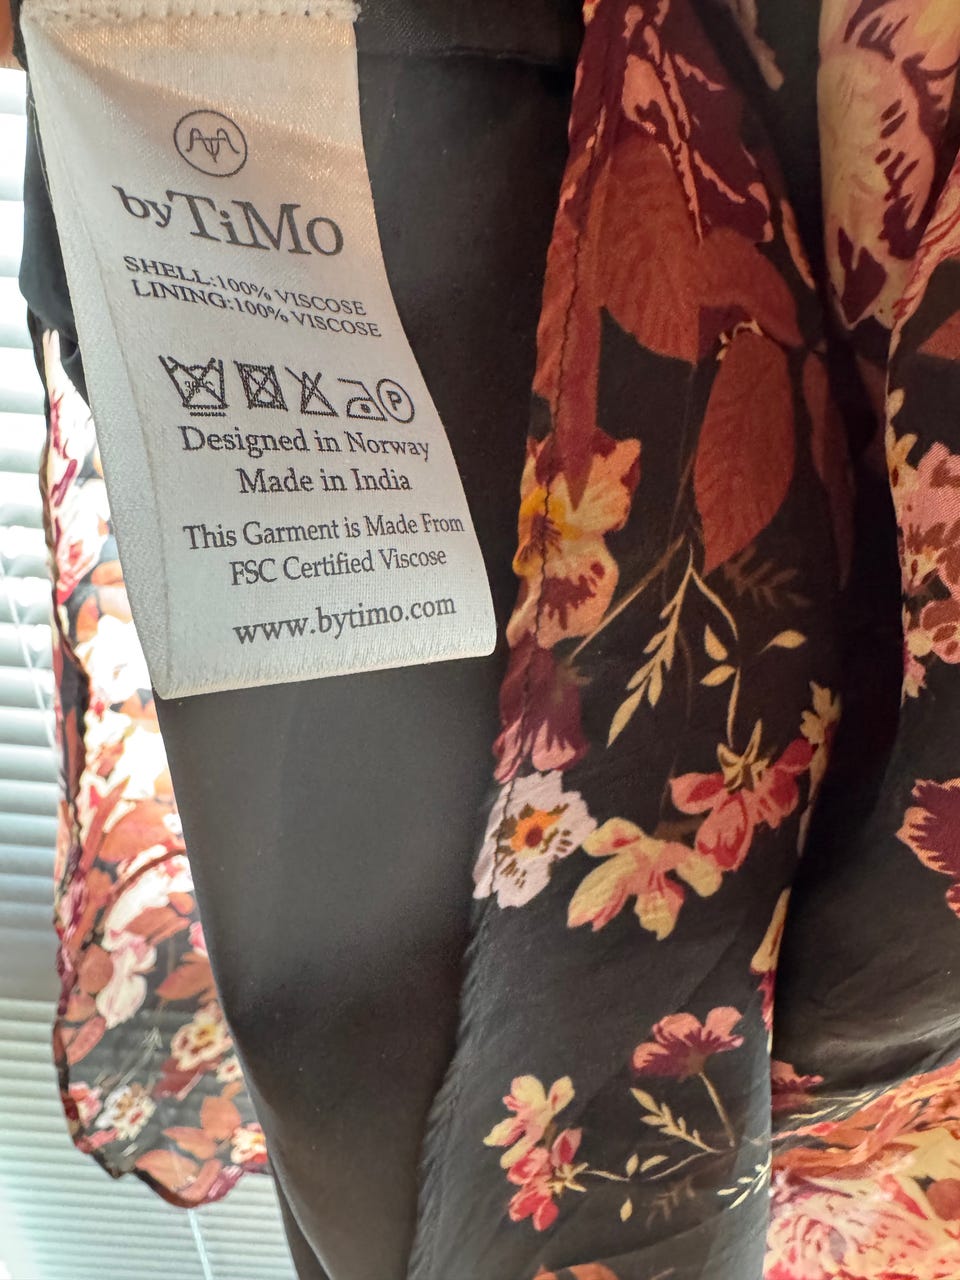 byTiMo
SHELL:100% VISCOSE
LINING:100% VISCOSE
P
Designed in Norway
Made in India
This Garment is Made From
FSC Certified Viscose
www.bytimo.com